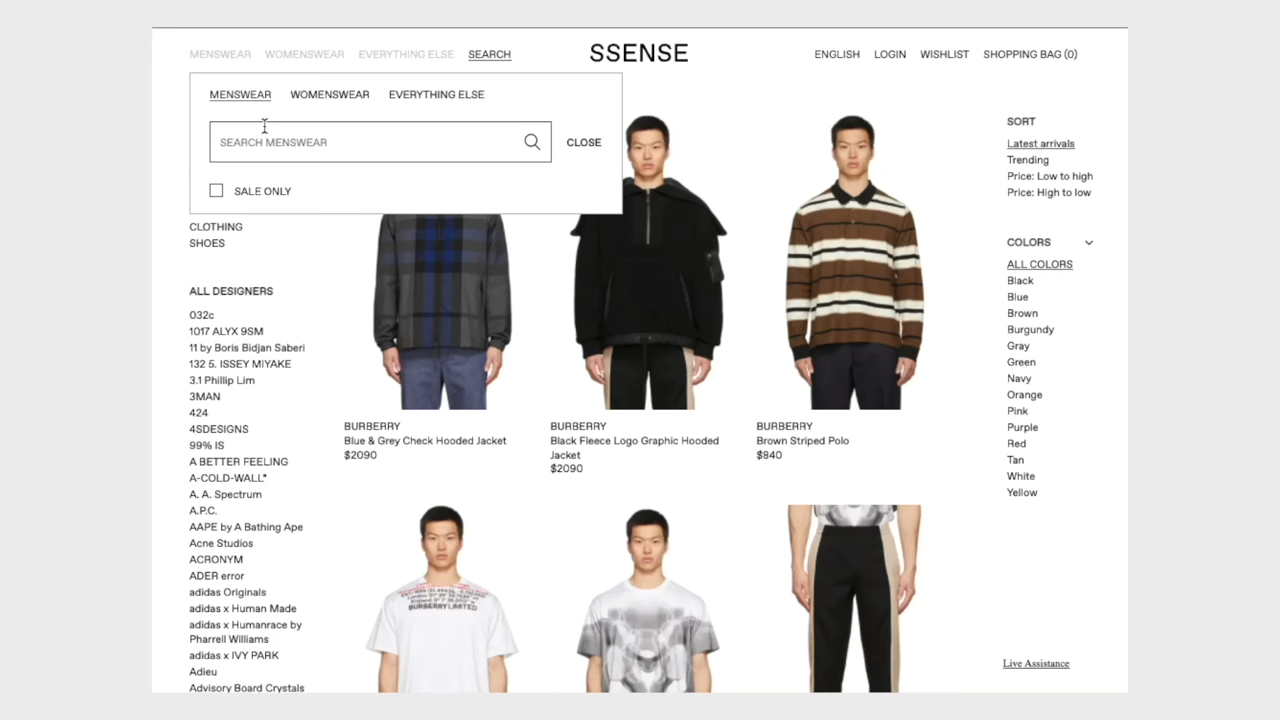 MENSWEAR WOMENSWEAR EVERYTHING ELSE SEARCH
SSENSE
ENGLISH LOGIN WISHLIST SHOPPING BAG (0)
MENSWEAR WOMENSWEAR EVERYTHING ELSE
SEARCH MENSWEAR
CLOSE
SALE ONLY
CLOTHING
SHOES
ALL DESIGNERS
032c
1017 ALYX 9SM
11 by Boris Bidjan Saberi
132 5. ISSEY MIYAKE
3.1 Phillip Lim
3MAN
424
4SDESIGNS
99% IS
A BETTER FEELING
A-COLD-WALL*
A. A. Spectrum
A.P.C.
AAPE by A Bathing Ape
Acne Studios
ACRONYM
ADER error
adidas Originals
adidas x Human Made
adidas x Humanrace by
Pharrell Williams
adidas x IVY PARK
Adieu
Advisory Board Crystals
BURBERRY
Blue & Grey Check Hooded Jacket
$2090
BURBERRY
Black Fleece Logo Graphic Hooded
Jacket
$2090
BURBERRY
Brown Striped Polo
$840
BURBERRY LIMITED
SORT
Latest arrivals
Trending
Price: Low to high
Price: High to low
COLORS
ALL COLORS
Black
Blue
Brown
Burgundy
Gray
Green
Navy
Orange
Pink
Purple
Red
Tan
White
Yellow
Live Assistance